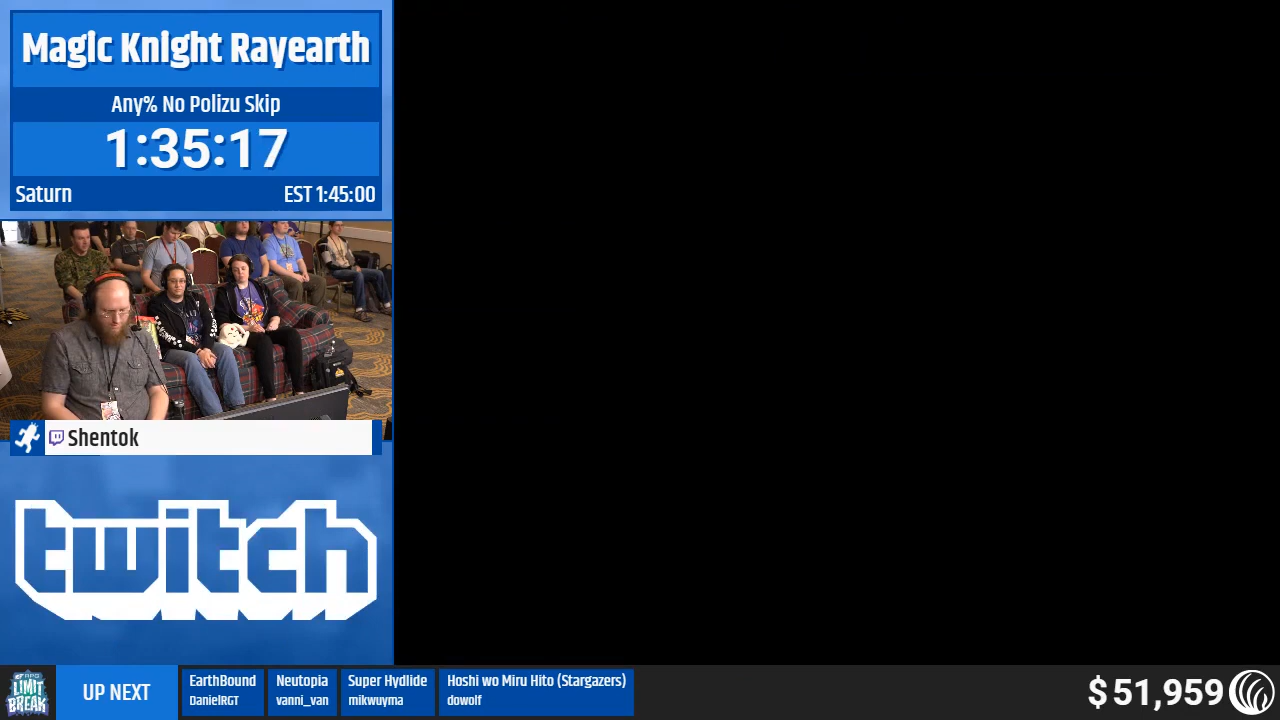 Magic Knight Rayearth
Any% No Polizu Skip
1:35:17
Saturn
EST 1:45:00
Shentok
twitch
RPG
LIMIT
BREAK
UP NEXT
EarthBound
DanielRGT
Neutopia
vanni_van
Super Hydlide
mikwuyma
Hoshi wo Miru Hito (Stargazers)
dowolf
$51,959